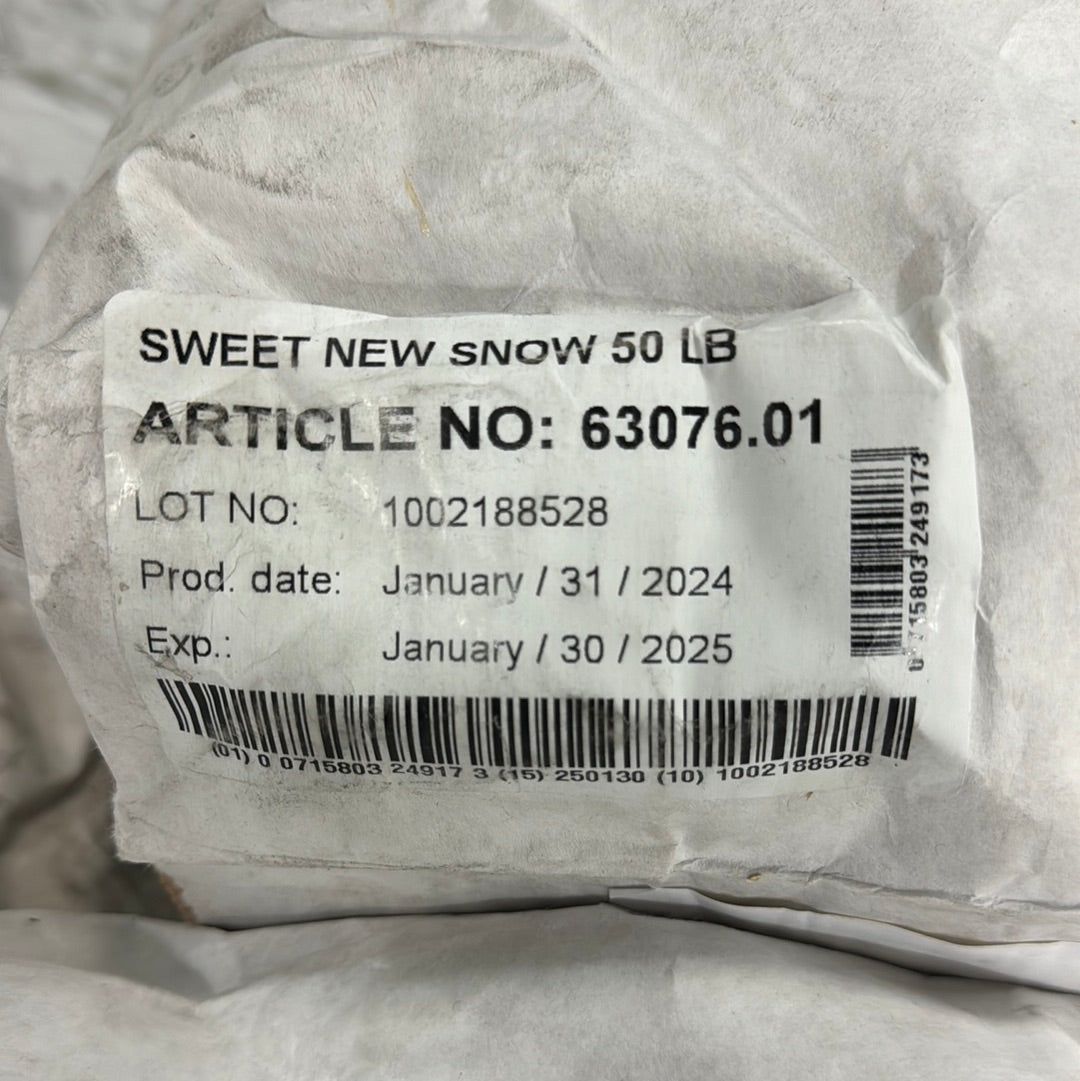 SWEET NEW SNOW 50 LB
ARTICLE NO: 63076.01
LOT NO: 1002188528
Prod. date: January / 31 / 2024
Exp.: January / 30 / 2025
(01) 0 0715803 24917 3 (15) 250130 (10) 1002188528
0 715803 249173